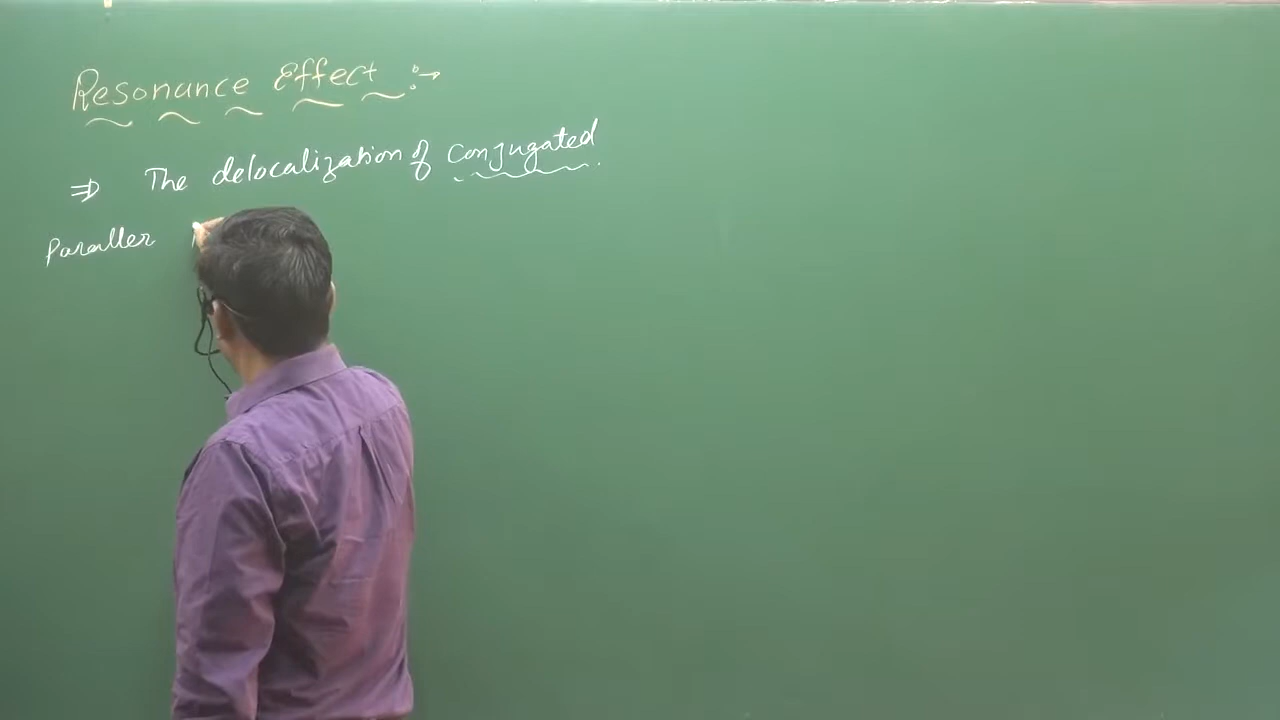 Resonance Effect :→
⇒ The delocalization of conjugated
Paraller